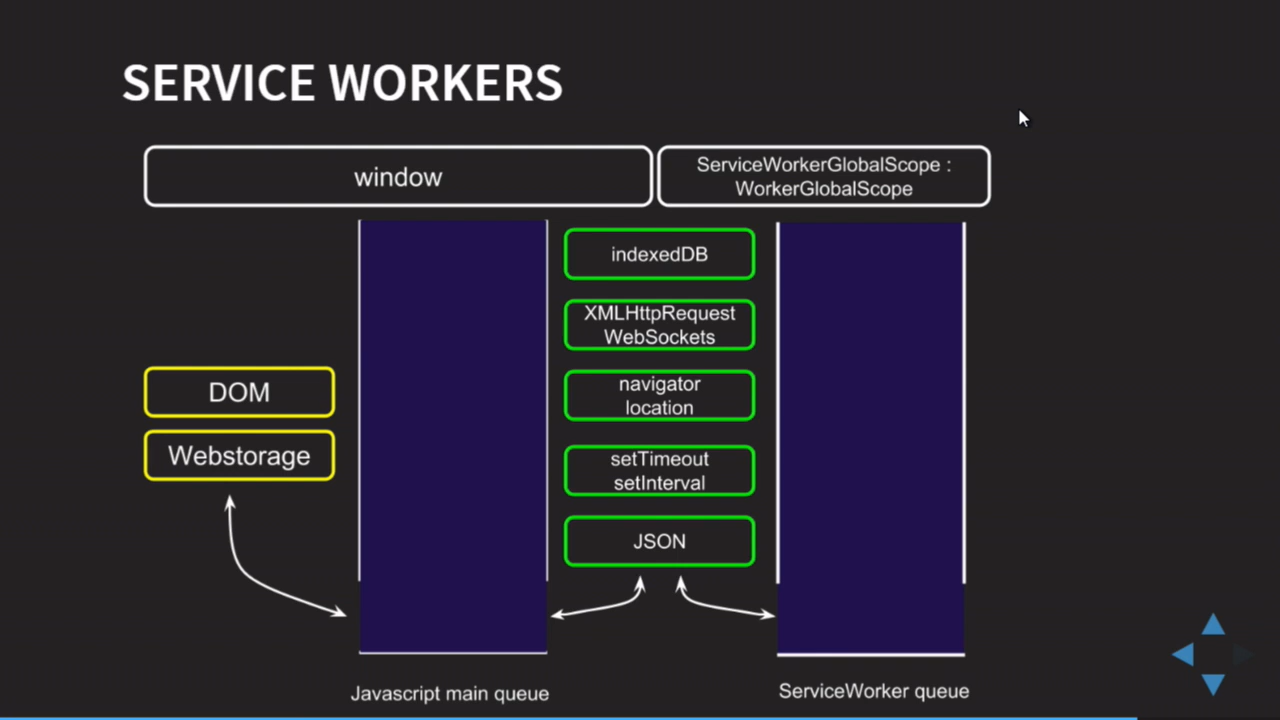 SERVICE WORKERS
window
ServiceWorkerGlobalScope :
WorkerGlobalScope
indexedDB
XMLHttpRequest
WebSockets
navigator
location
DOM
Webstorage
setTimeout
setInterval
JSON
Javascript main queue
ServiceWorker queue